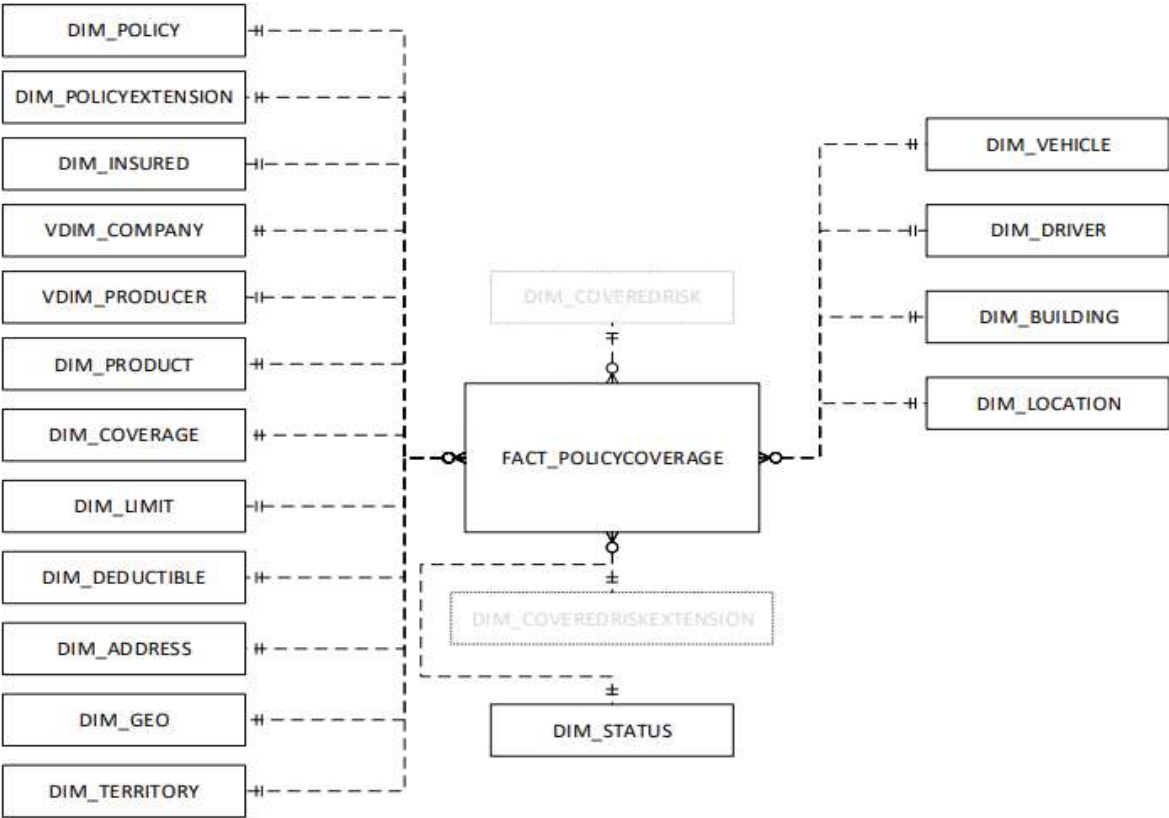 DIM_POLICY
DIM_POLICYEXTENSION
DIM_INSURED
VDIM_COMPANY
VDIM_PRODUCER
DIM_PRODUCT
DIM_COVERAGE
DIM_LIMIT
DIM_DEDUCTIBLE
DIM_ADDRESS
DIM_GEO
DIM_TERRITORY
DIM_COVEREDRISK
FACT_POLICYCOVERAGE
DIM_COVEREDRISKEXTENSION
DIM_STATUS
DIM_VEHICLE
DIM_DRIVER
DIM_BUILDING
DIM_LOCATION